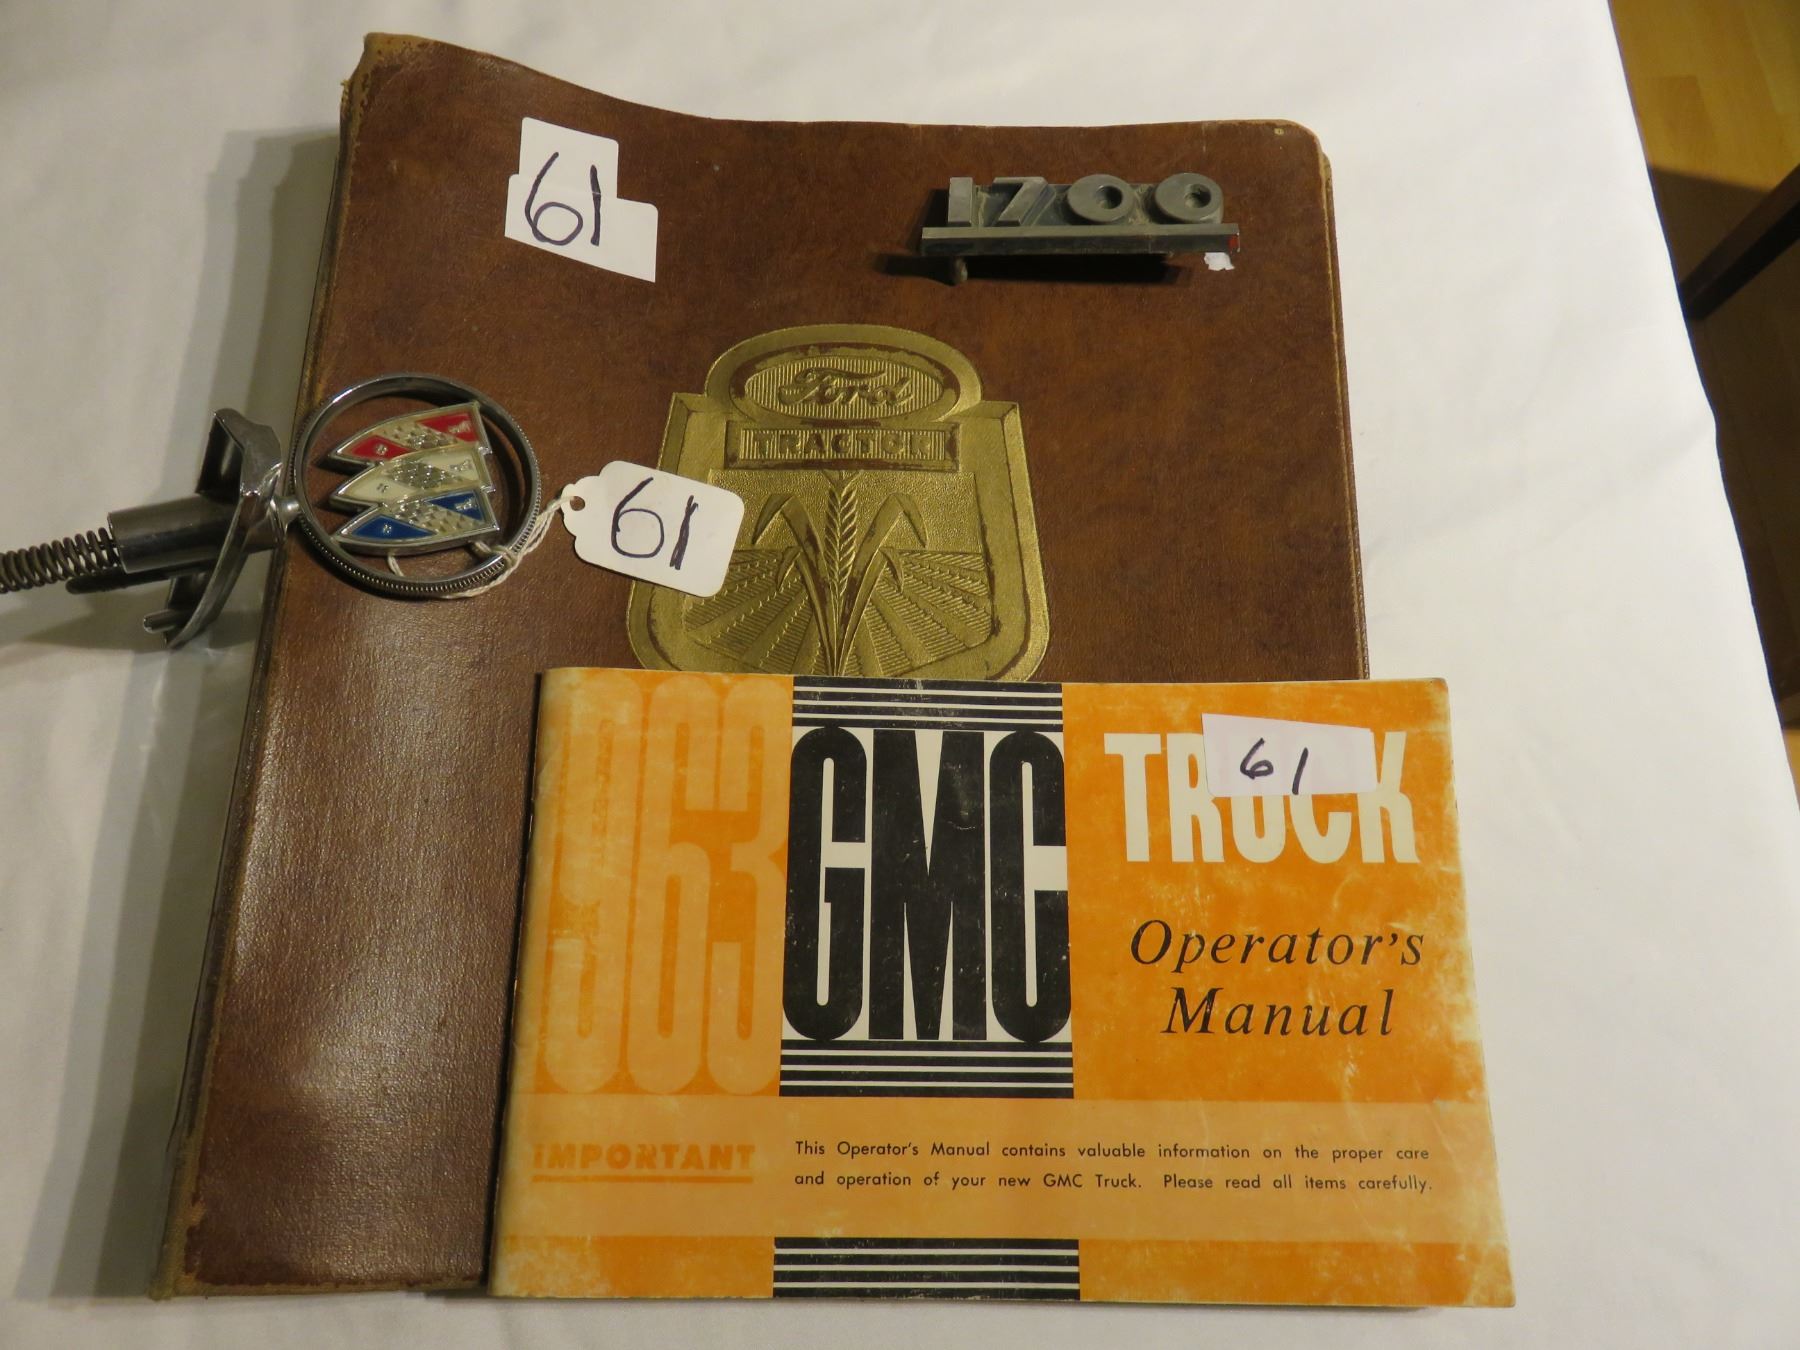 61
1700
Ford
TRACTOR
61
1963
GMC
TRUCK
61
Operator's
Manual
IMPORTANT
This Operator's Manual contains valuable information on the proper care
and operation of your new GMC Truck. Please read all items carefully.